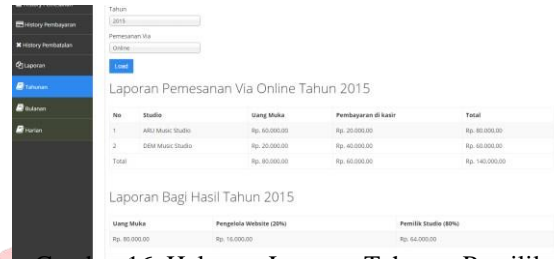 Tahun
2015
History Pembayaran
Pemesanan Via
Online
History Pembatalan
Load
Laporan
Tahunan
Laporan Pemesanan Via Online Tahun 2015
Bulanan
No Studio Uang Muka Pembayaran di kasir Total
Harian
1 ARU Music Studio Rp. 60.000,00 Rp. 20.000,00 Rp. 80.000,00
2 DEM Music Studio Rp. 20.000,00 Rp. 40.000,00 Rp. 60.000,00
Total Rp. 80.000,00 Rp. 60.000,00 Rp. 140.000,00
Laporan Bagi Hasil Tahun 2015
Uang Muka Pengelola Website (20%) Pemilik Studio (80%)
Rp. 80.000,00 Rp. 16.000,00 Rp. 64.000,00